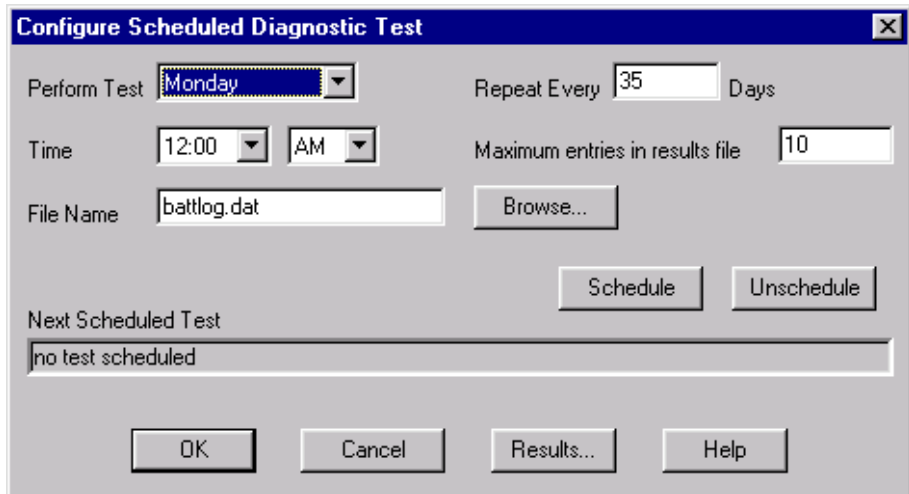 Configure Scheduled Diagnostic Test
Perform Test Monday Repeat Every 35 Days
Time 12:00 AM Maximum entries in results file 10
File Name battlog.dat Browse...
Schedule Unschedule
Next Scheduled Test
no test scheduled
OK Cancel Results... Help